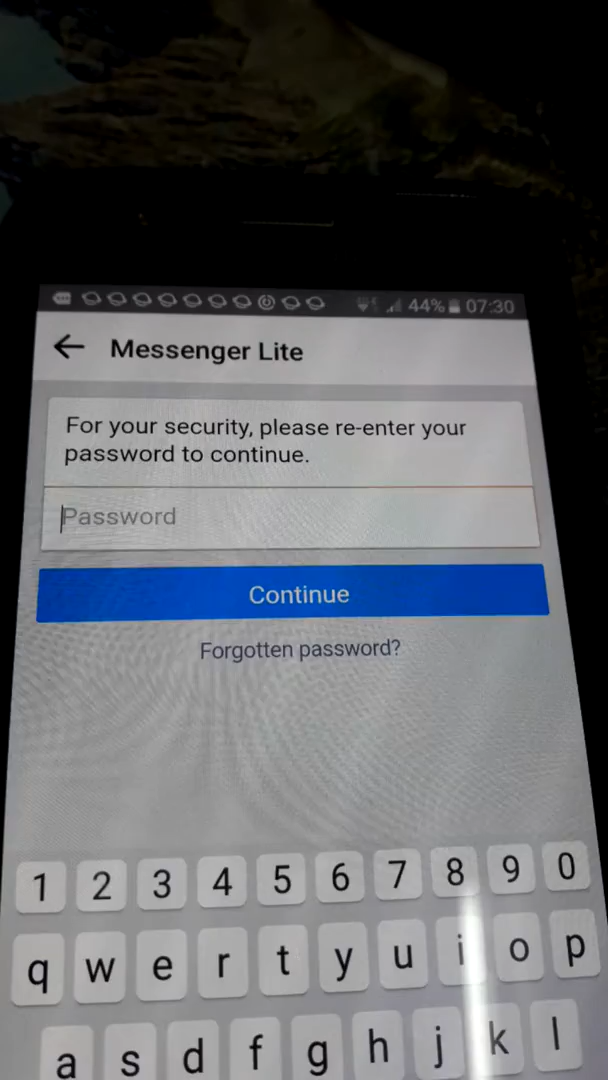 44% 07:30
Messenger Lite
For your security, please re-enter your
password to continue.
Password
Continue
Forgotten password?
1 2 3 4 5 6 7 8 9 0
q w e r t y u i o p
a s d f g h j k l